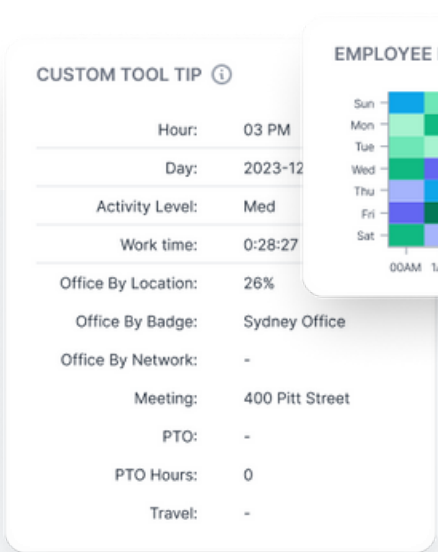 CUSTOM TOOL TIP
Hour: 03 PM
Day: 2023-12
Activity Level: Med
Work time: 0:28:27
Office By Location: 26%
Office By Badge: Sydney Office
Office By Network: -
Meeting: 400 Pitt Street
PTO: -
PTO Hours: 0
Travel: -
EMPLOYEE
Sun
Mon
Tue
Wed
Thu
Fri
Sat
00AM